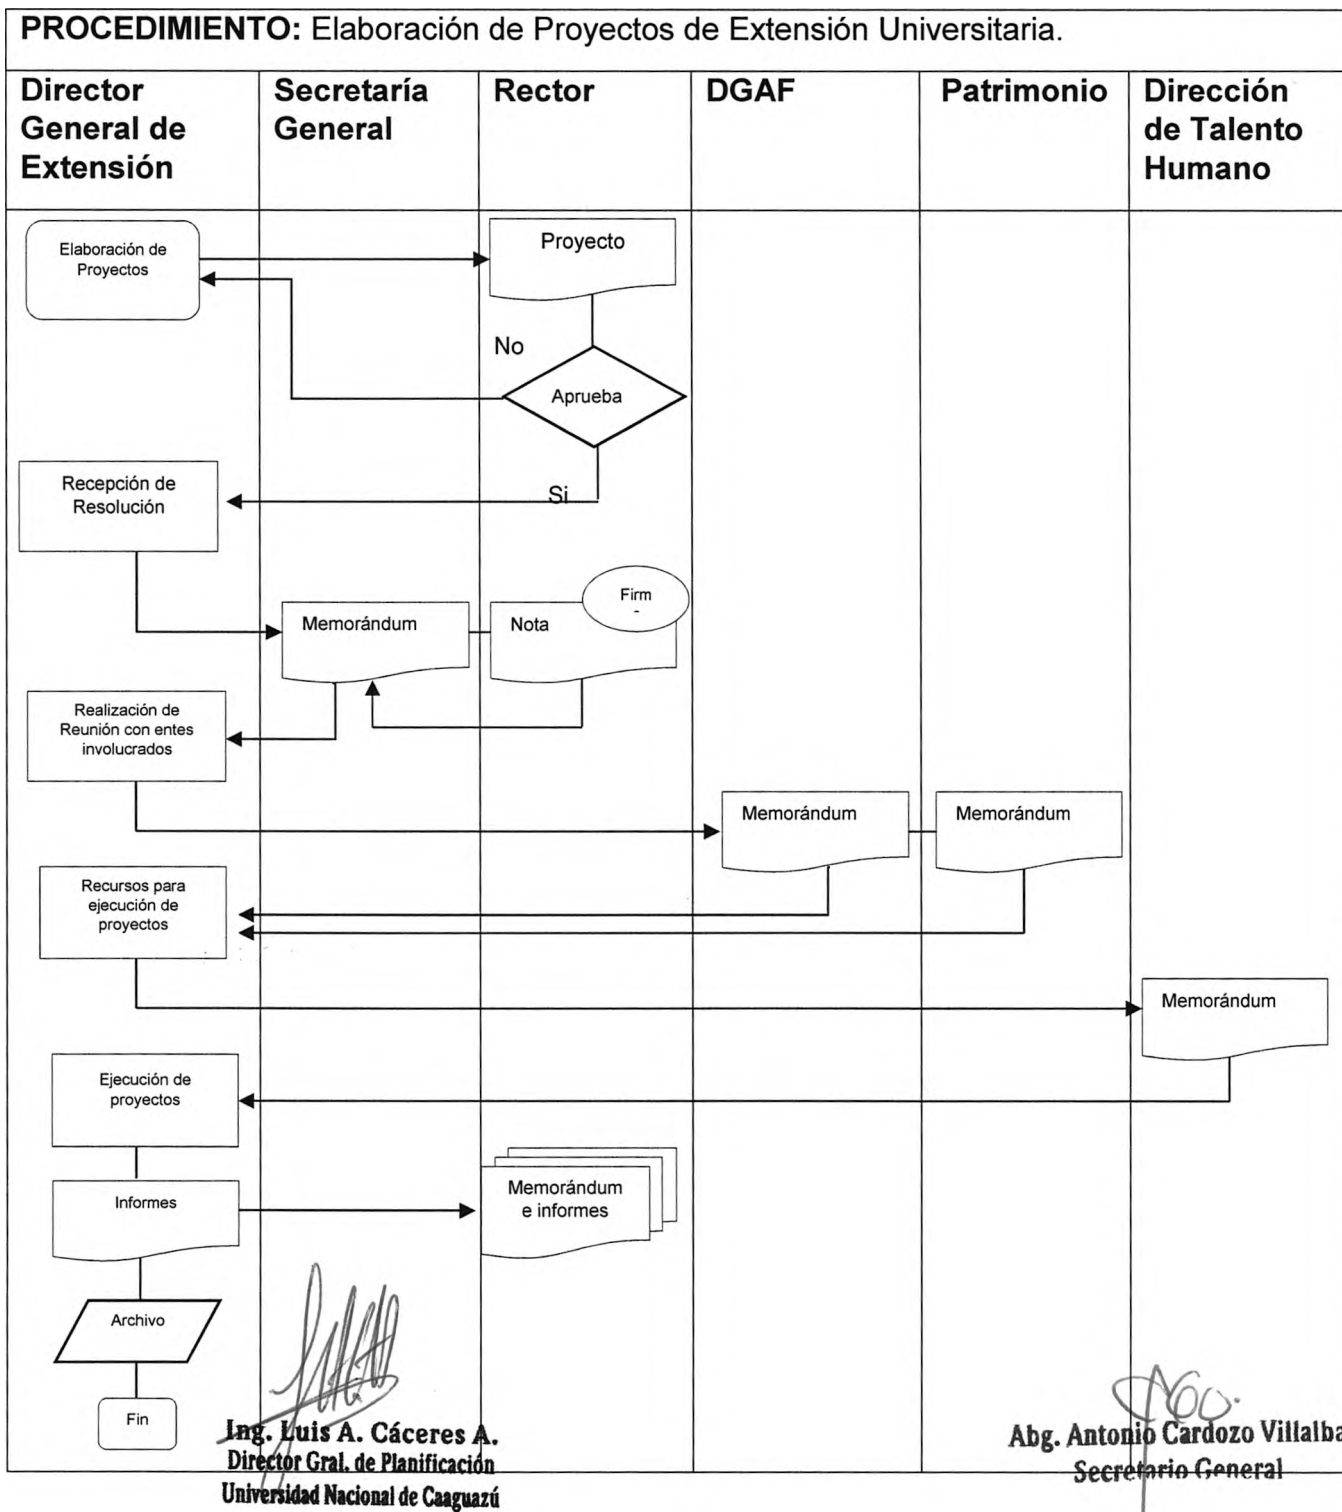 PROCEDIMIENTO: Elaboración de Proyectos de Extensión Universitaria.
Director
General de
Extensión
Secretaría
General
Rector
DGAF
Patrimonio
Dirección
de Talento
Humano
Elaboración de
Proyectos
Proyecto
No
Aprueba
Si
Recepción de
Resolución
Memorándum
Nota
Firm
Realización de
Reunión con entes
involucrados
Memorándum
Memorándum
Recursos para
ejecución de
proyectos
Memorándum
Ejecución de
proyectos
Informes
Memorándum
e informes
Archivo
Fin
Ing. Luis A. Cáceres A.
Director Gral. de Planificación
Universidad Nacional de Caaguazú
Abg. Antonio Cardozo Villalba
Secretario General